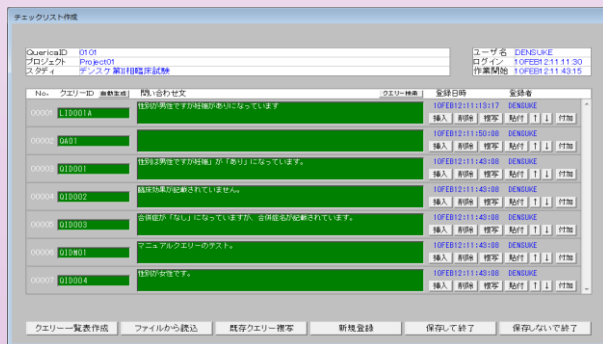 チェックリスト作成
QuericaID 0101
プロジェクト Project01
スタディ デンスケ第Ⅱ相臨床試験
ユーザ名 DENSUKE
ログイン 10FEB12:11:11:30
作業開始 10FEB12:11:43:15
No. クエリーID 自動生成 問い合わせ文 クエリー検索 登録日時 登録者
00001 LID001A 性別が男性ですが妊娠がありになっています 10FEB12:11:13:17 DENSUKE
挿入 削除 複写 貼付 ↑ ↓ 付加
00002 QA01 10FEB12:11:50:08 DENSUKE
挿入 削除 複写 貼付 ↑ ↓ 付加
00003 QID001 性別は男性ですが妊娠」が「あり」になっています。 10FEB12:11:43:08 DENSUKE
挿入 削除 複写 貼付 ↑ ↓ 付加
00004 QID002 臨床効果が記載されていません。 10FEB12:11:43:08 DENSUKE
挿入 削除 複写 貼付 ↑ ↓ 付加
00005 QID003 合併症が「なし」になっていますが、合併症名が記載されています。 10FEB12:11:43:08 DENSUKE
挿入 削除 複写 貼付 ↑ ↓ 付加
00006 QIDM01 マニュアルクエリーのテスト。 10FEB12:11:43:08 DENSUKE
挿入 削除 複写 貼付 ↑ ↓ 付加
00007 QID004 性別が女性です。 10FEB12:11:43:08 DENSUKE
挿入 削除 複写 貼付 ↑ ↓ 付加
クエリー一覧表作成 ファイルから読込 既存クエリー複写 新規登録 保存して終了 保存しないで終了